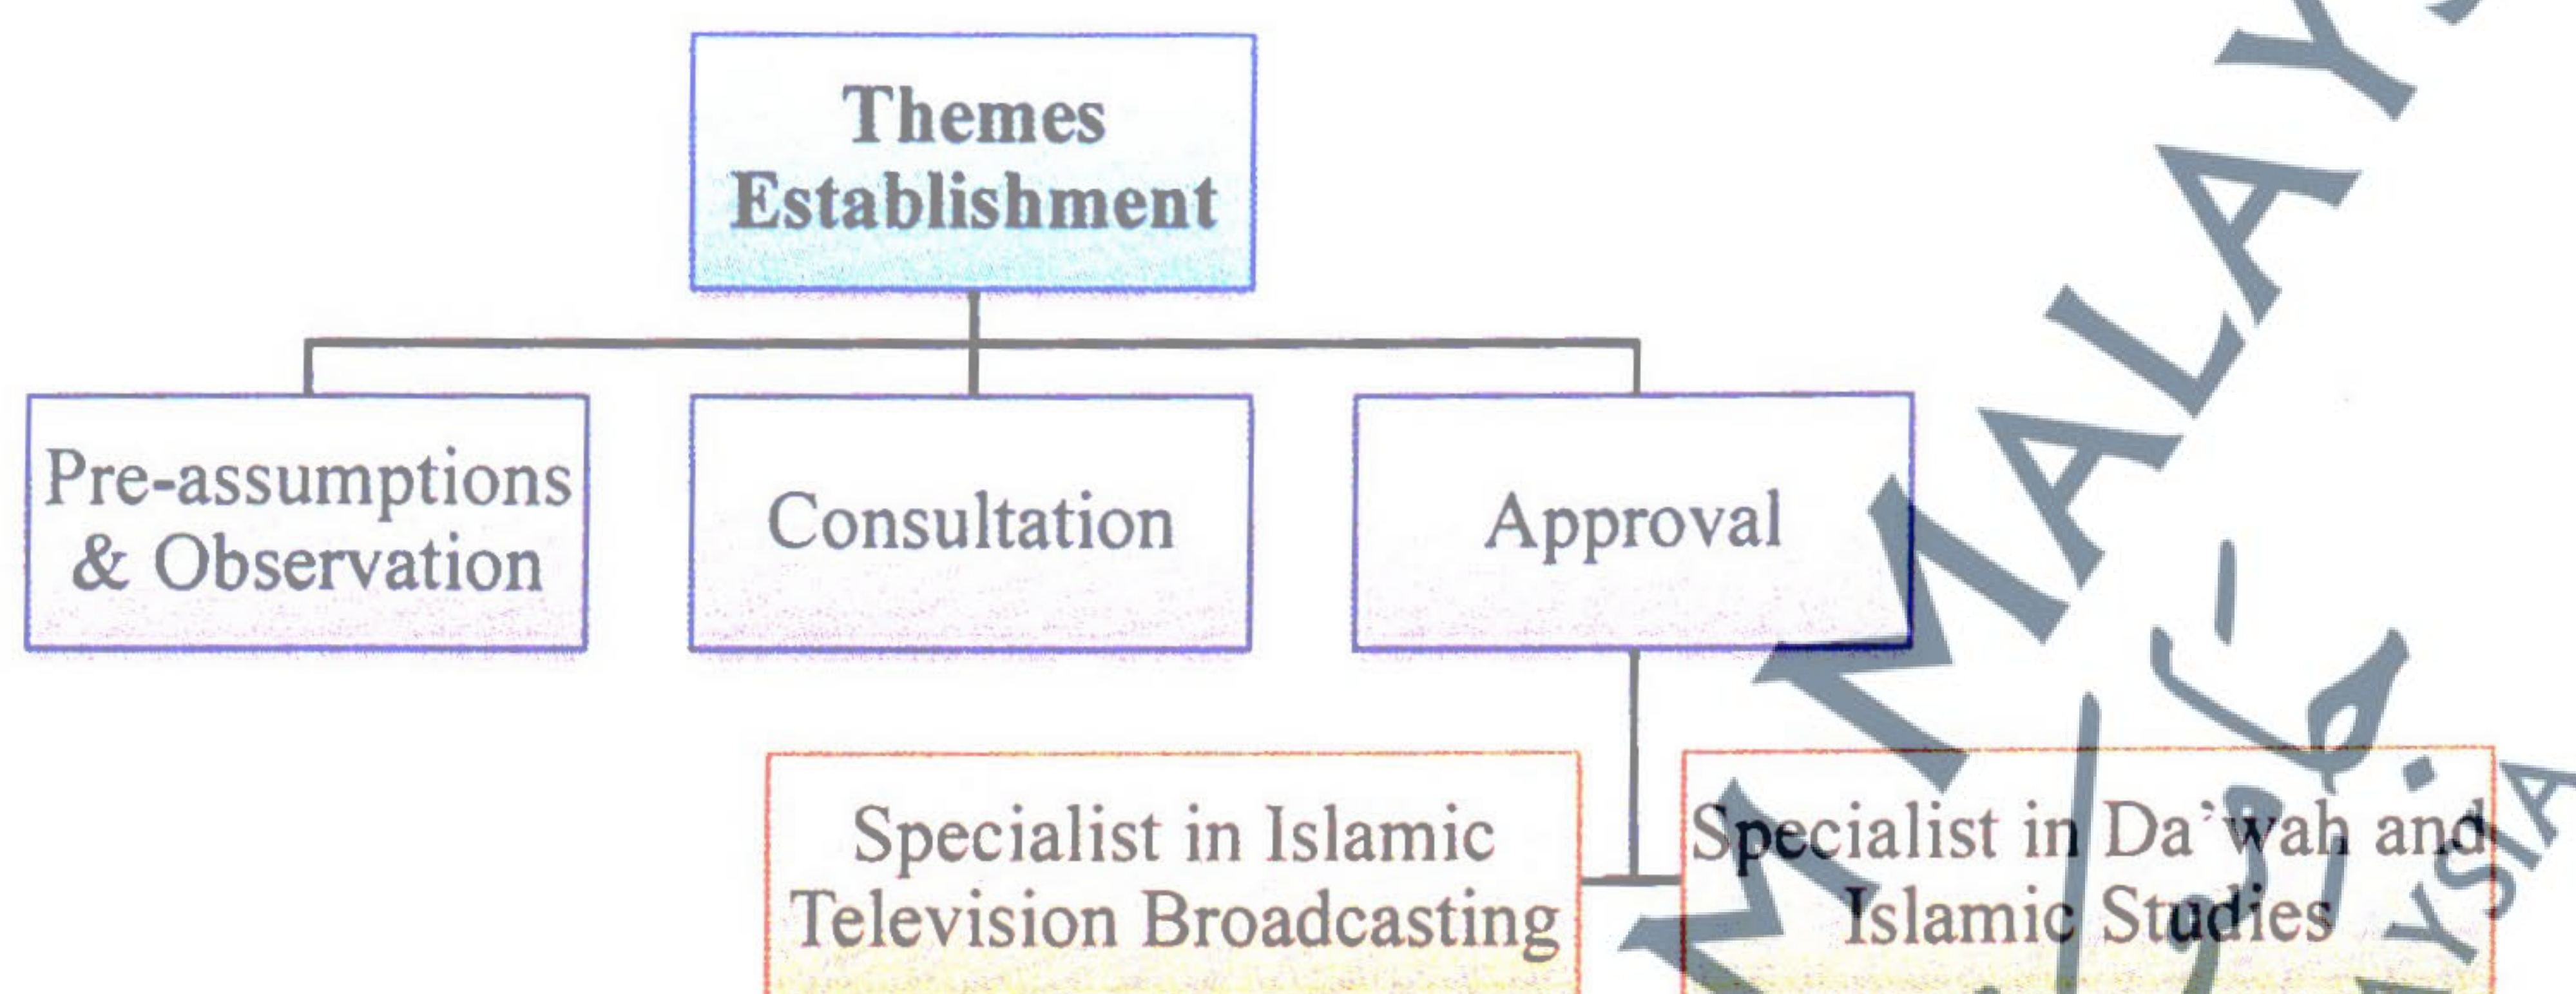 Themes
Establishment
Pre-assumptions
& Observation
Consultation
Approval
Specialist in Islamic
Television Broadcasting
Specialist in Da’wah and
Islamic Studies
MALAY